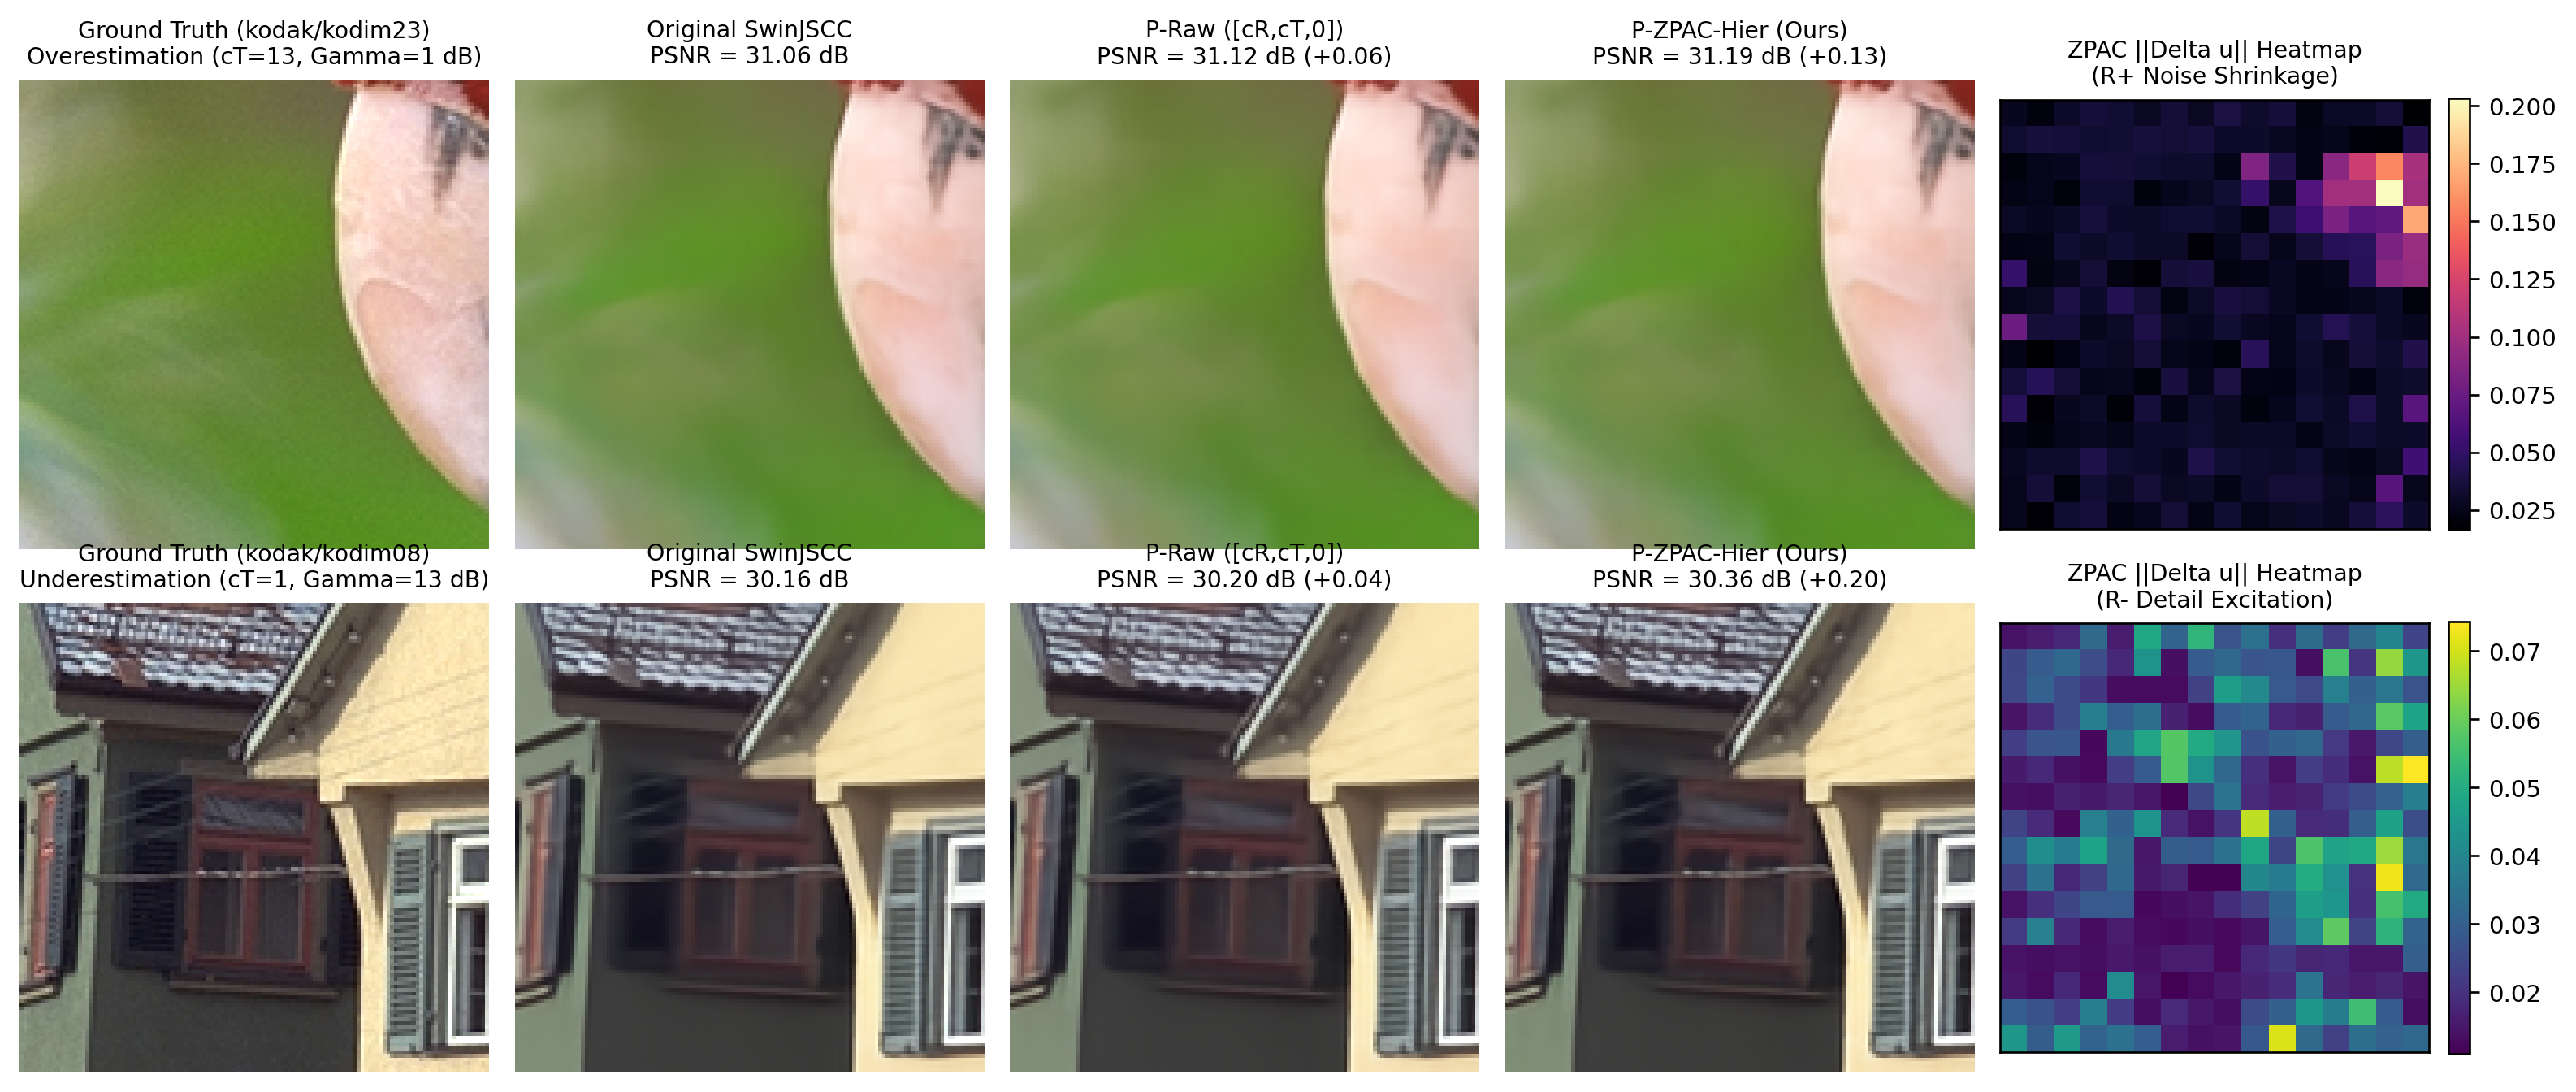 Ground Truth (kodak/kodim23)
Overestimation (cT=13, Gamma=1 dB)
Original SwinJSCC
PSNR = 31.06 dB
P-Raw ([cR,cT,0])
PSNR = 31.12 dB (+0.06)
P-ZPAC-Hier (Ours)
PSNR = 31.19 dB (+0.13)
ZPAC ||Delta u|| Heatmap
(R+ Noise Shrinkage)
0.200
0.175
0.150
0.125
0.100
0.075
0.050
0.025
Ground Truth (kodak/kodim08)
Underestimation (cT=1, Gamma=13 dB)
Original SwinJSCC
PSNR = 30.16 dB
P-Raw ([cR,cT,0])
PSNR = 30.20 dB (+0.04)
P-ZPAC-Hier (Ours)
PSNR = 30.36 dB (+0.20)
ZPAC ||Delta u|| Heatmap
(R- Detail Excitation)
0.07
0.06
0.05
0.04
0.03
0.02